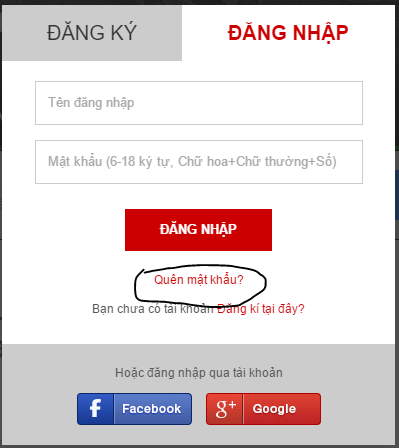 ĐĂNG KÝ
ĐĂNG NHẬP
Tên đăng nhập
Mật khẩu (6-18 ký tự, Chữ hoa+Chữ thường+Số)
ĐĂNG NHẬP
Quên mật khẩu?
Bạn chưa có tài khoản Đăng kí tại đây?
Hoặc đăng nhập qua tài khoản
f Facebook
g+ Google